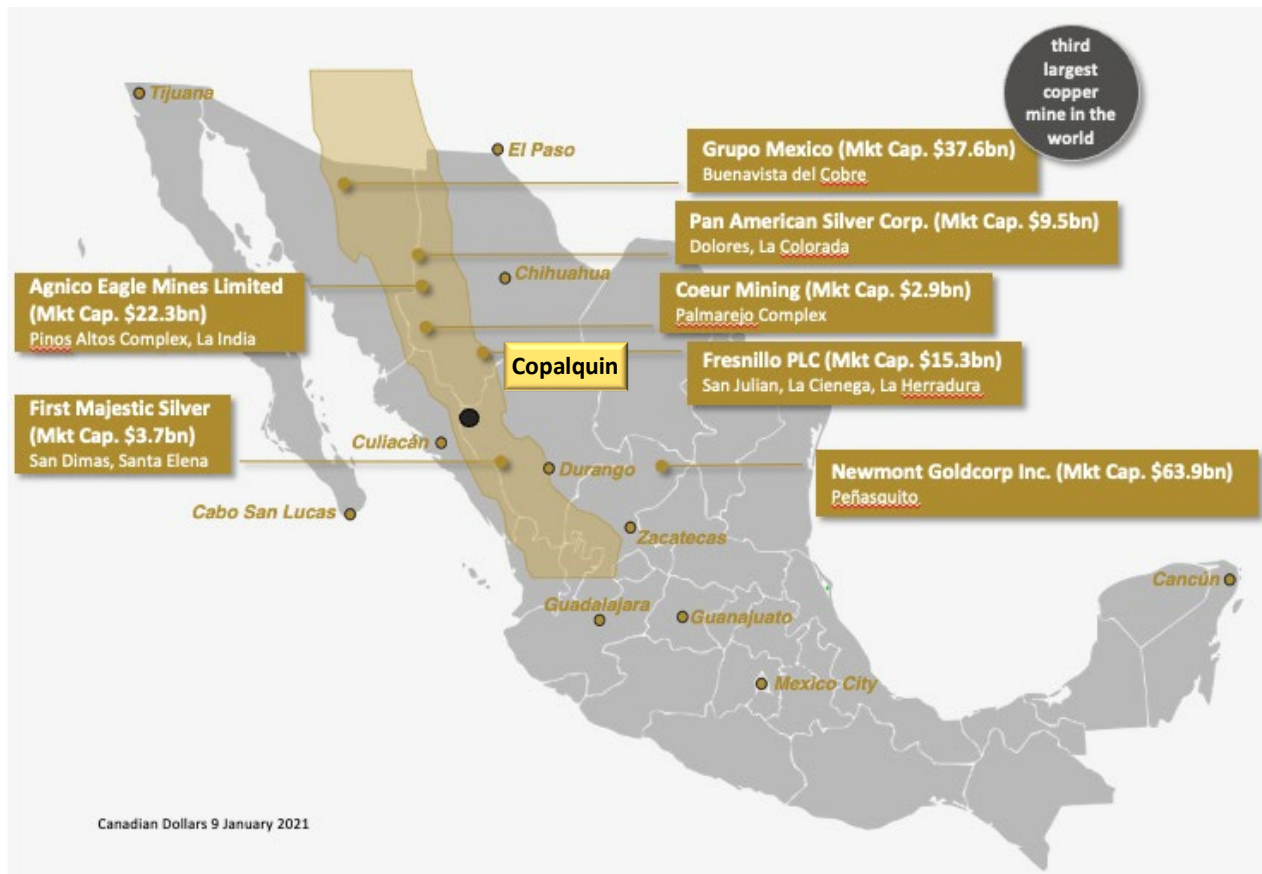 third
largest
copper
mine in the
world
Tijuana
El Paso
Grupo Mexico (Mkt Cap. $37.6bn)
Buenavista del Cobre
Pan American Silver Corp. (Mkt Cap. $9.5bn)
Dolores, La Colorada
Chihuahua
Agnico Eagle Mines Limited
(Mkt Cap. $22.3bn)
Pinos Altos Complex, La India
Coeur Mining (Mkt Cap. $2.9bn)
Palmarejo Complex
Copalquin
Fresnillo PLC (Mkt Cap. $15.3bn)
San Julian, La Cienega, La Herradura
First Majestic Silver
(Mkt Cap. $3.7bn)
San Dimas, Santa Elena
Culiacán
Durango
Newmont Goldcorp Inc. (Mkt Cap. $63.9bn)
Peñasquito
Cabo San Lucas
Zacatecas
Cancún
Guadalajara
Guanajuato
Mexico City
Canadian Dollars 9 January 2021